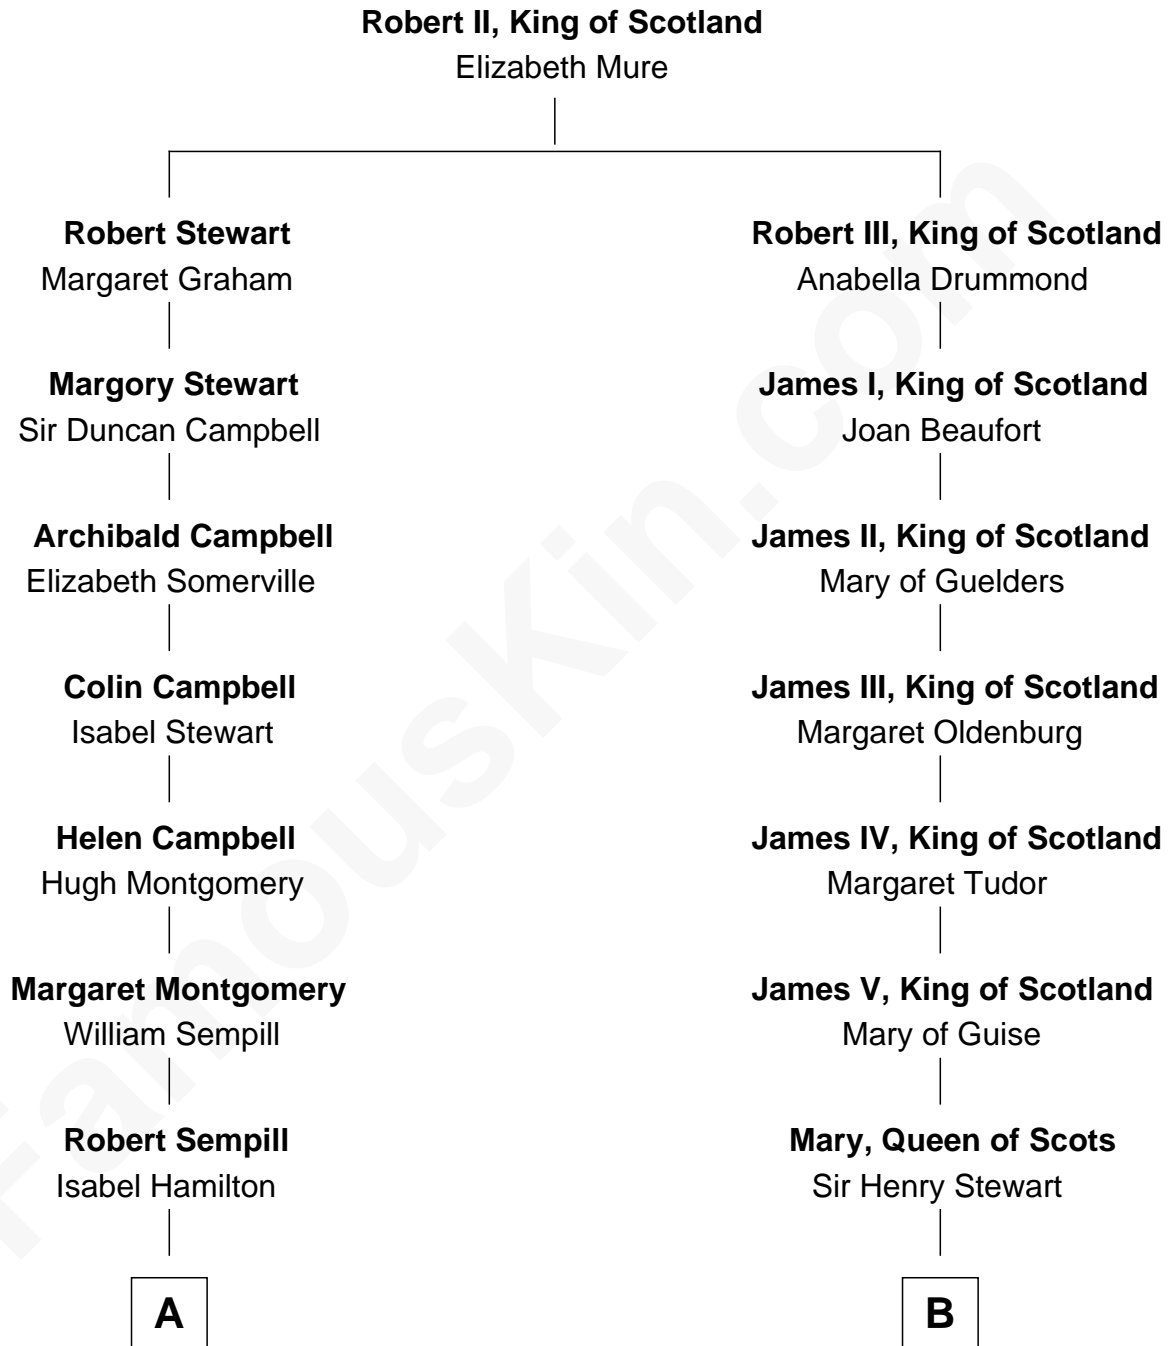 Robert II, King of Scotland
Elizabeth Mure
Robert Stewart
Margaret Graham
Robert III, King of Scotland
Anabella Drummond
Margory Stewart
Sir Duncan Campbell
James I, King of Scotland
Joan Beaufort
Archibald Campbell
Elizabeth Somerville
James II, King of Scotland
Mary of Guelders
Colin Campbell
Isabel Stewart
James III, King of Scotland
Margaret Oldenburg
Helen Campbell
Hugh Montgomery
James IV, King of Scotland
Margaret Tudor
Margaret Montgomery
William Sempill
James V, King of Scotland
Mary of Guise
Robert Sempill
Isabel Hamilton
Mary, Queen of Scots
Sir Henry Stewart
A
B
FamousKin.com